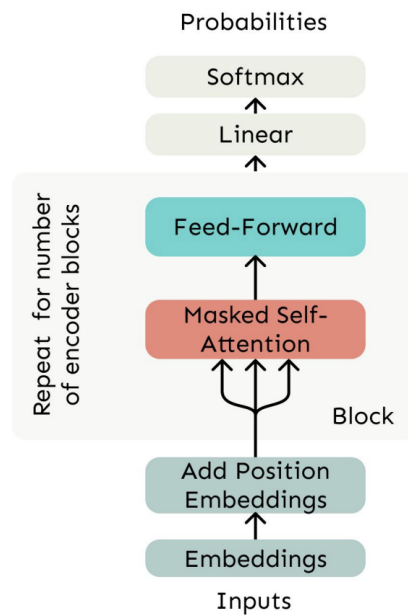 Probabilities
Softmax
Linear
Repeat for number
of encoder blocks
Feed-Forward
Masked Self-
Attention
Block
Add Position
Embeddings
Embeddings
Inputs